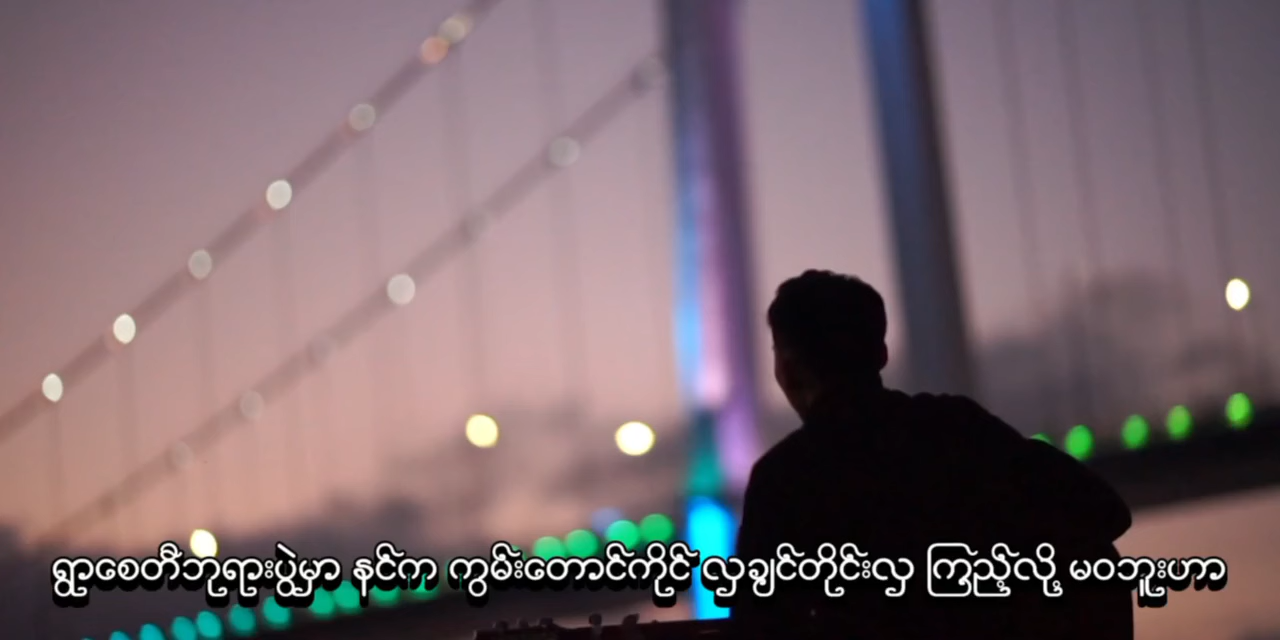 ရွာစေတီဘုရားပွဲမှာ နင်က ကွမ်းတောင်ကိုင် လှချင်တိုင်းလှ ကြည့်လို့ မဝဘူးဟာ